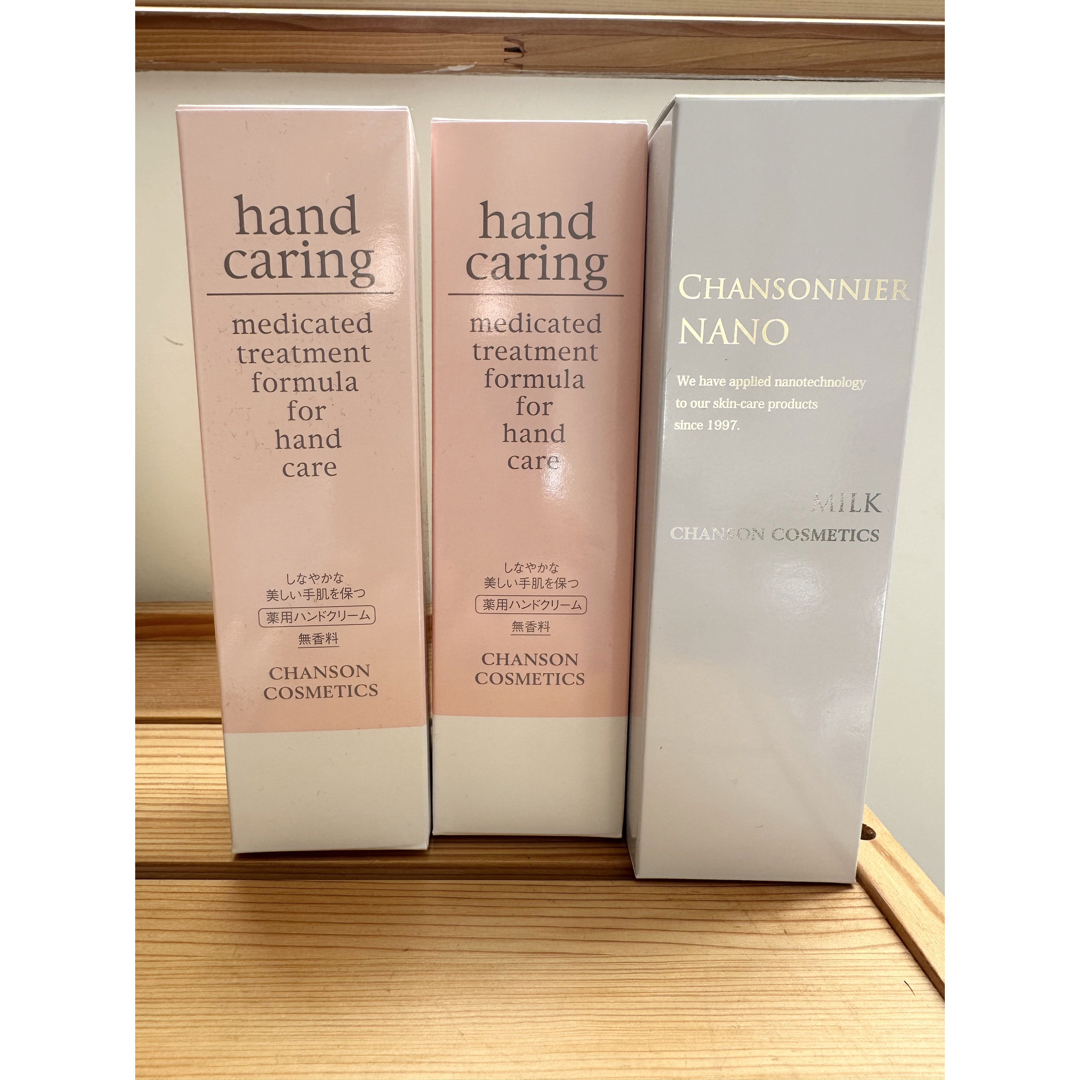 hand
caring
medicated
treatment
formula
for
hand
care
しなやかな
美しい手肌を保つ
薬用ハンドクリーム
無香料
CHANSON
COSMETICS
hand
caring
medicated
treatment
formula
for
hand
care
しなやかな
美しい手肌を保つ
薬用ハンドクリーム
無香料
CHANSON
COSMETICS
CHANSONNIER
NANO
We have applied nanotechnology
to our skin-care products
since 1997.
MILK
CHANSON COSMETICS